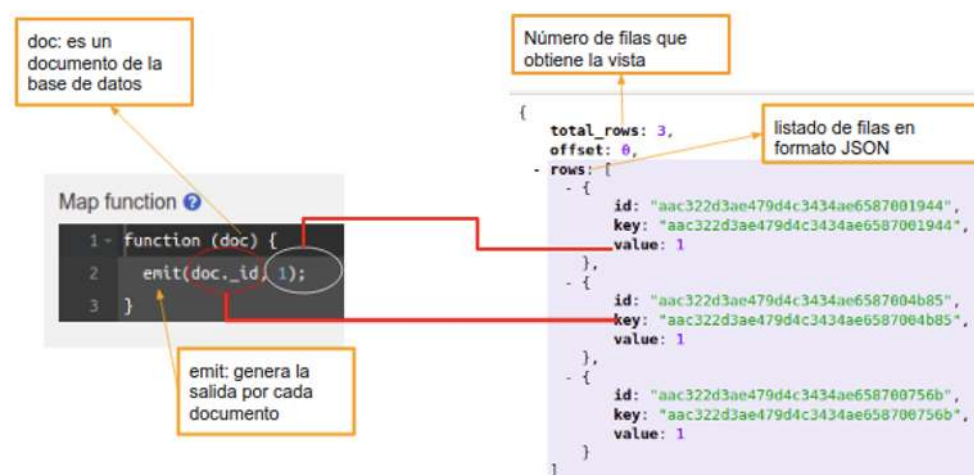 doc: es un
documento de la
base de datos
Map function ?
1 function (doc) {
2 emit(doc._id, 1);
3 }
emit: genera la
salida por cada
documento
Número de filas que
obtiene la vista
{
total_rows: 3,
offset: 0,
- rows: [
listado de filas en
formato JSON
- {
id: "aac322d3ae479d4c3434ae6587001944",
key: "aac322d3ae479d4c3434ae6587001944",
value: 1
},
- {
id: "aac322d3ae479d4c3434ae6587004b85",
key: "aac322d3ae479d4c3434ae6587004b85",
value: 1
},
- {
id: "aac322d3ae479d4c3434ae658700756b",
key: "aac322d3ae479d4c3434ae658700756b",
value: 1
}
]